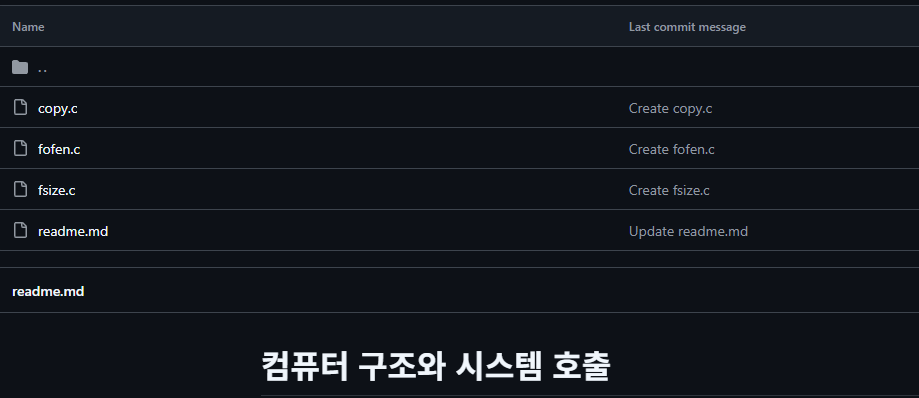 Name Last commit message
..
copy.c Create copy.c
fofen.c Create fofen.c
fsize.c Create fsize.c
readme.md Update readme.md
readme.md
컴퓨터 구조와 시스템 호출